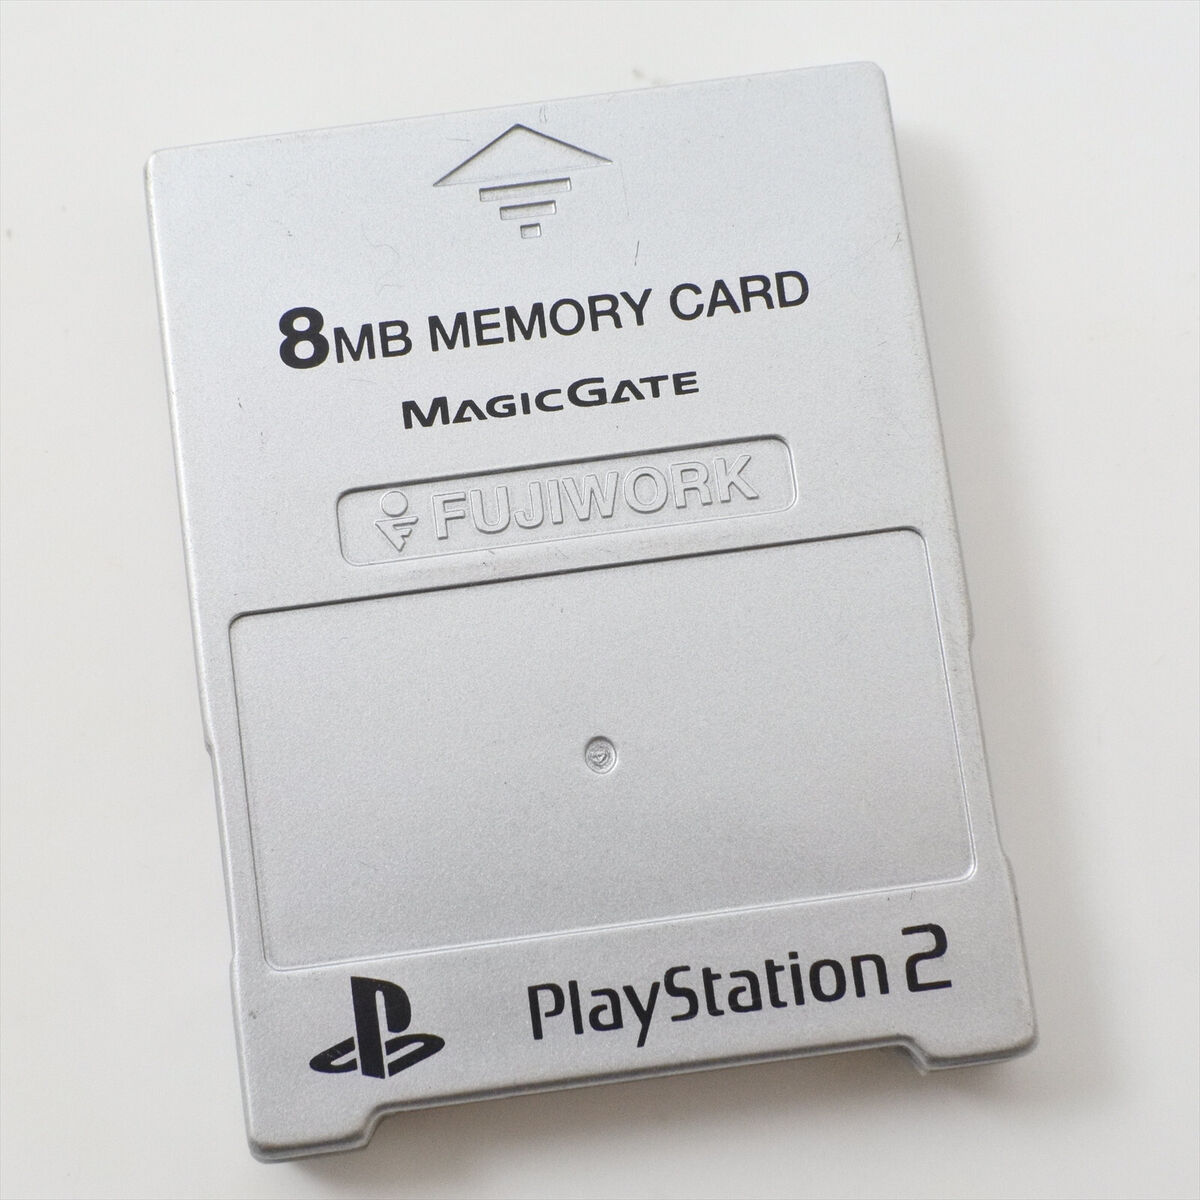 8MB MEMORY CARD
MAGICGATE
FUJIWORK
PlayStation 2